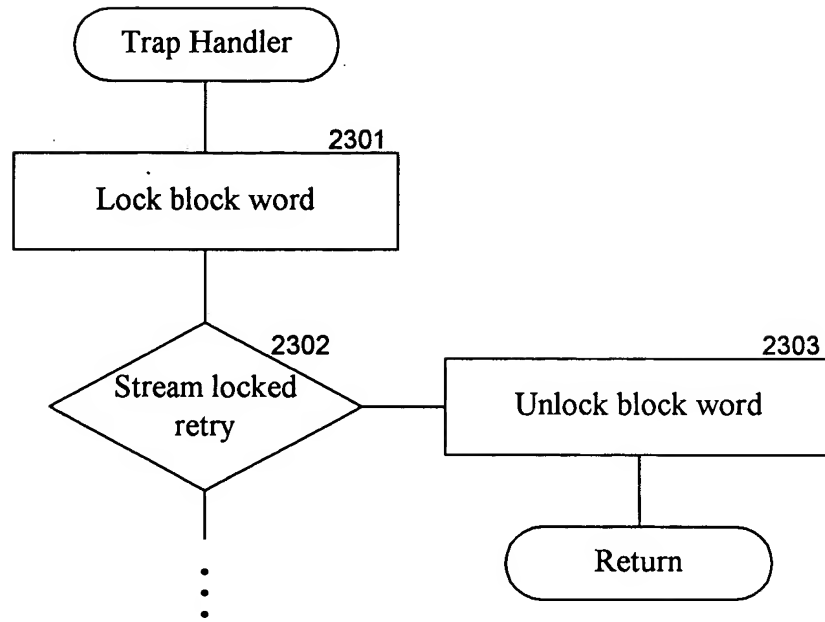 Trap Handler
2301
Lock block word
2302
Stream locked
retry
2303
Unlock block word
Return